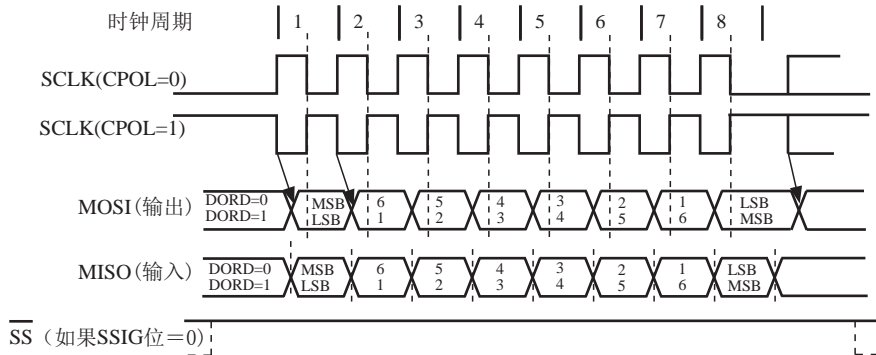 时钟周期 1 2 3 4 5 6 7 8
SCLK(CPOL=0)
SCLK(CPOL=1)
MOSI(输出) DORD=0 MSB 6 5 4 3 2 1 LSB
DORD=1 LSB 1 2 3 4 5 6 MSB
MISO(输入) DORD=0 MSB 6 5 4 3 2 1 LSB
DORD=1 LSB 1 2 3 4 5 6 MSB
SS（如果SSIG位＝0）